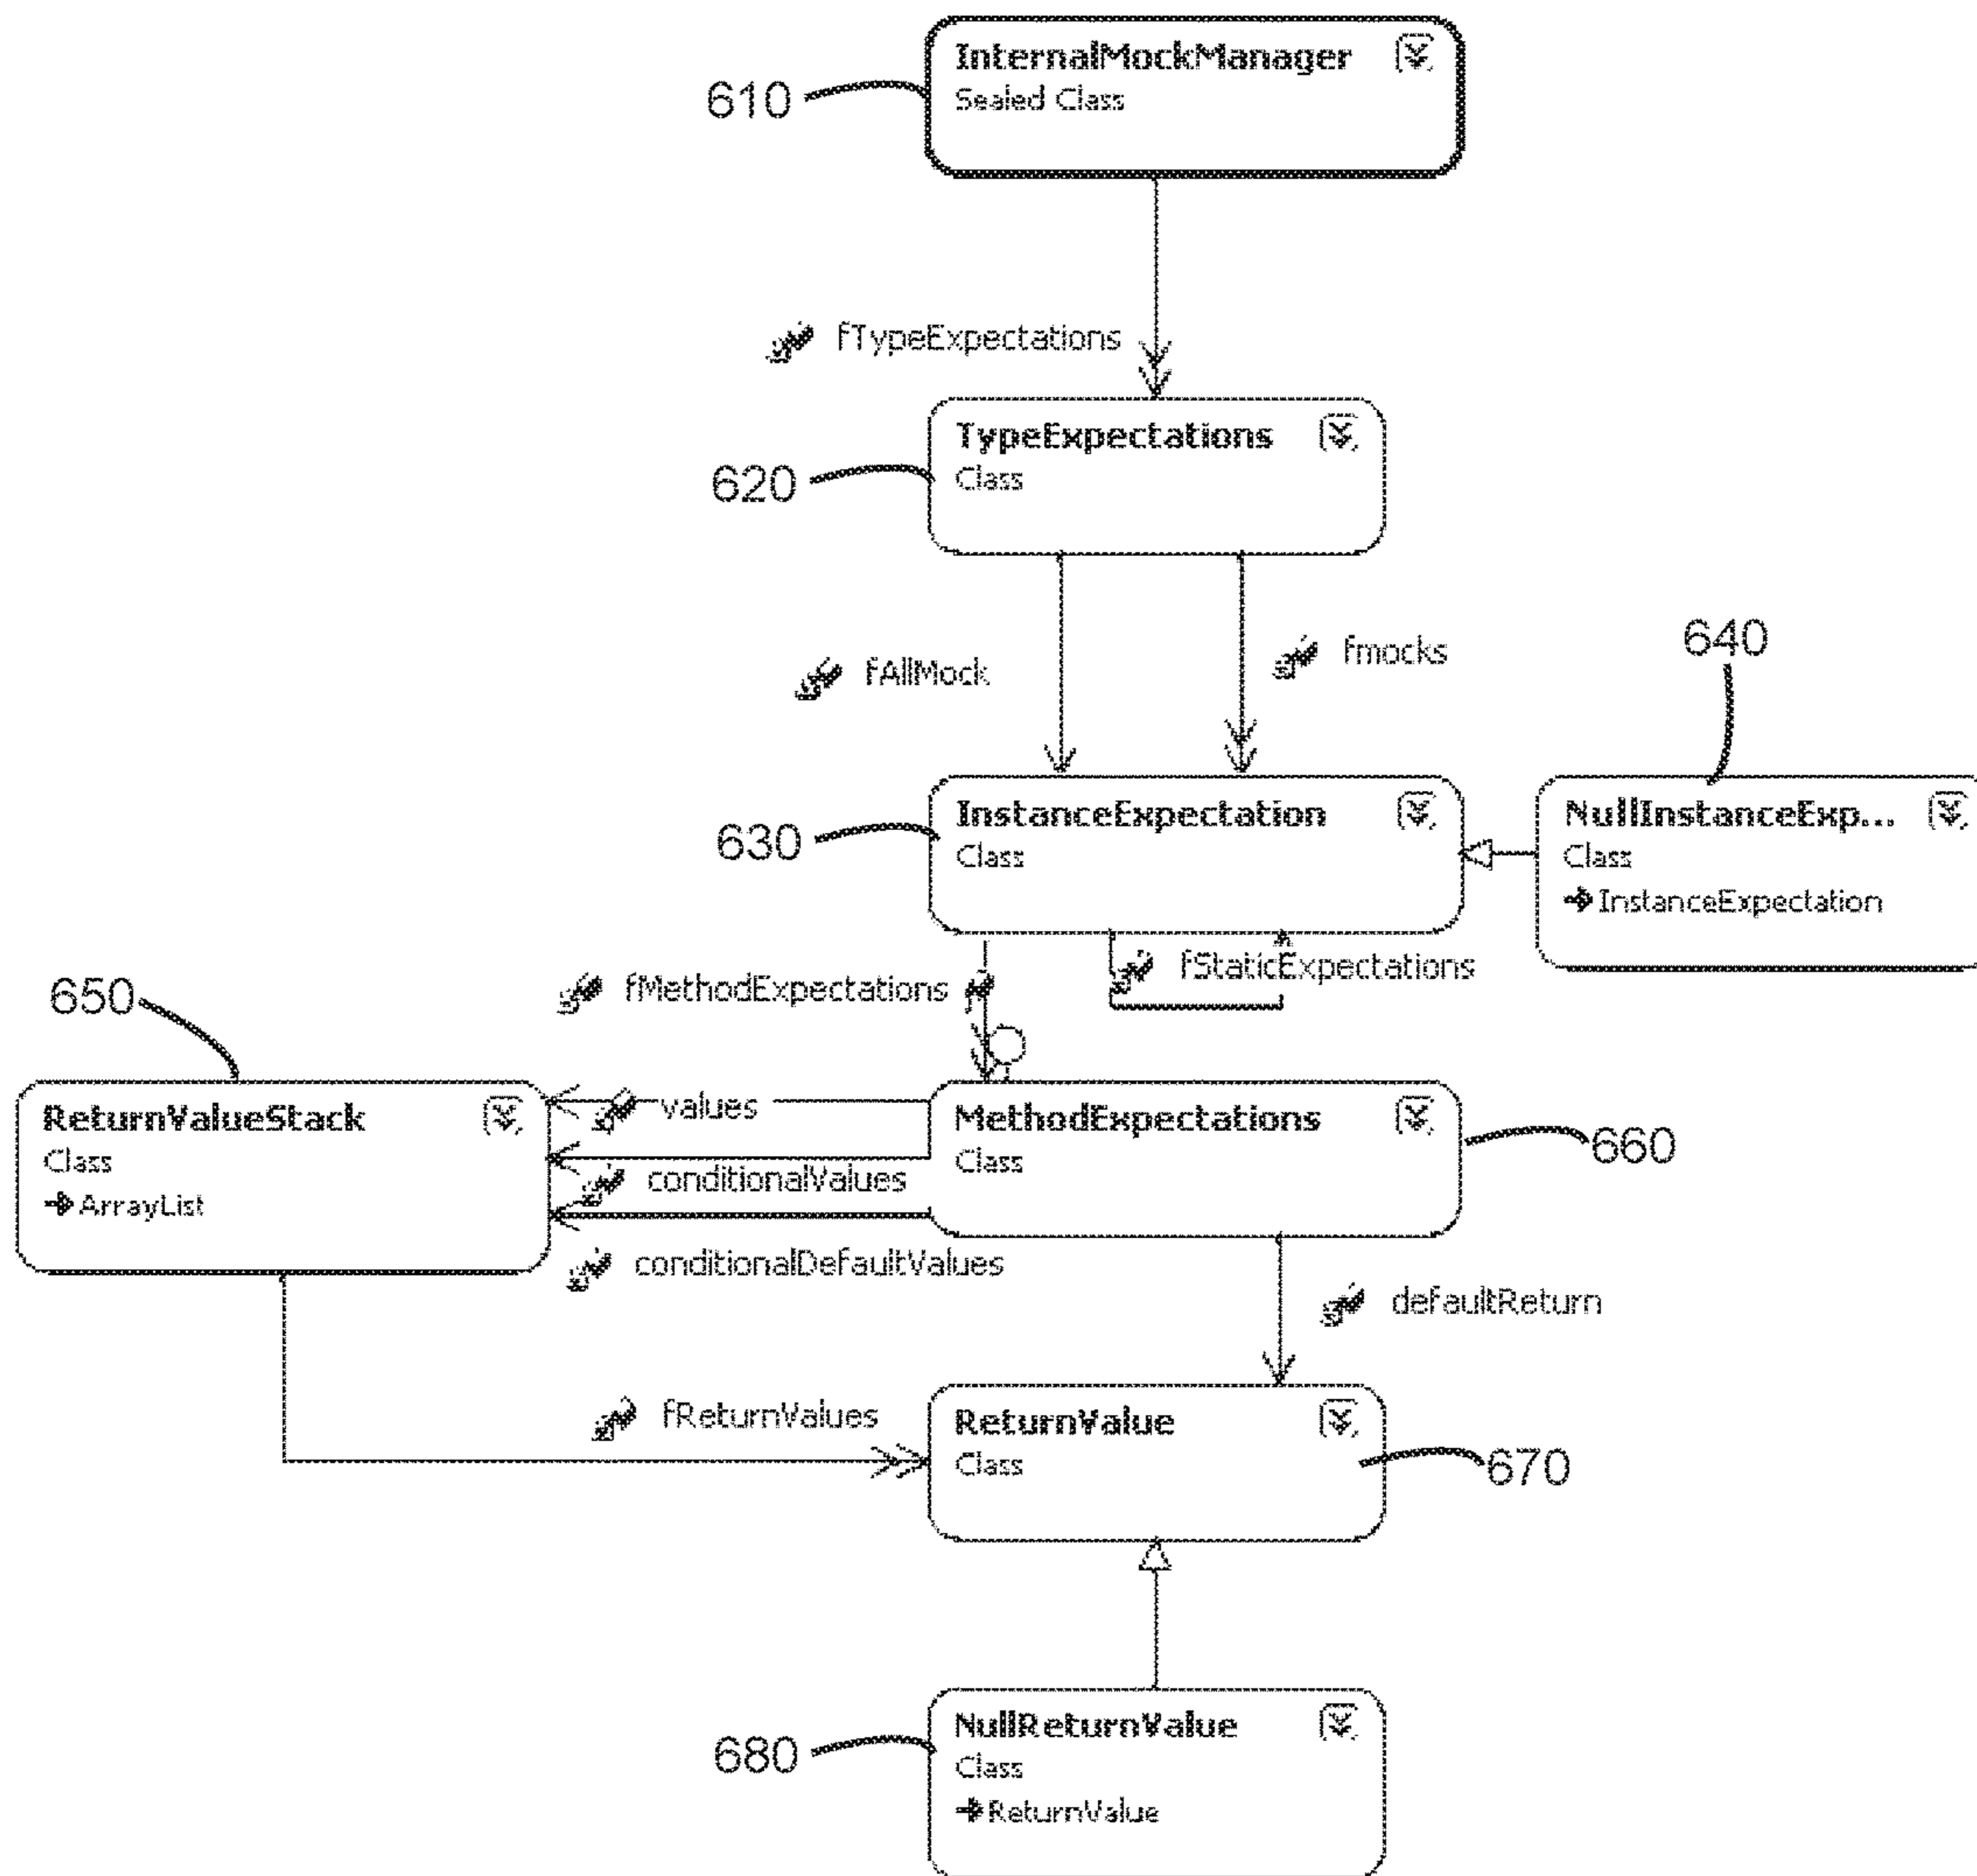 InternalMockManager
Sealed Class
610
fTypeExpectations
TypeExpectations
Class
620
fAllMock
fmocks
640
InstanceExpectation
Class
630
NullInstanceExp...
Class
InstanceExpectation
fMethodExpectations
fStaticExpectations
650
ReturnValueStack
Class
ArrayList
values
conditionalValues
conditionalDefaultValues
MethodExpectations
Class
660
defaultReturn
fReturnValues
ReturnValue
Class
670
NullReturnValue
Class
ReturnValue
680